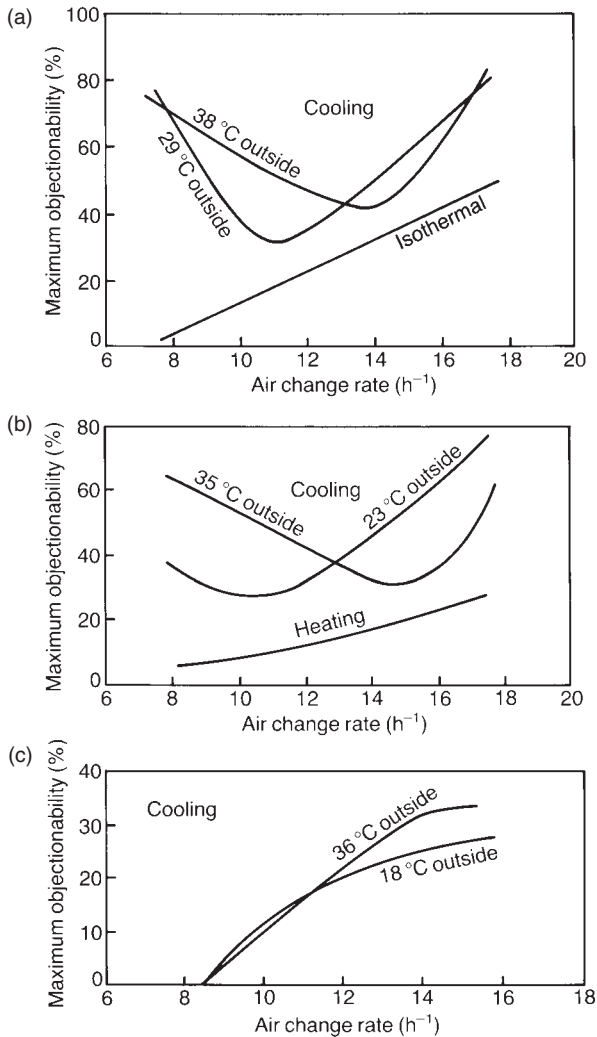 (a)
100
80
60
40
20
0
Maximum objectionability (%)
Cooling
38 °C outside
29 °C outside
Isothermal
6 8 10 12 14 16 18 20
Air change rate (h⁻¹)
(b)
80
60
40
20
0
Maximum objectionability (%)
35 °C outside
Cooling
23 °C outside
Heating
6 8 10 12 14 16 18 20
Air change rate (h⁻¹)
(c)
40
30
20
10
0
Maximum objectionability (%)
Cooling
36 °C outside
18 °C outside
6 8 10 12 14 16 18
Air change rate (h⁻¹)